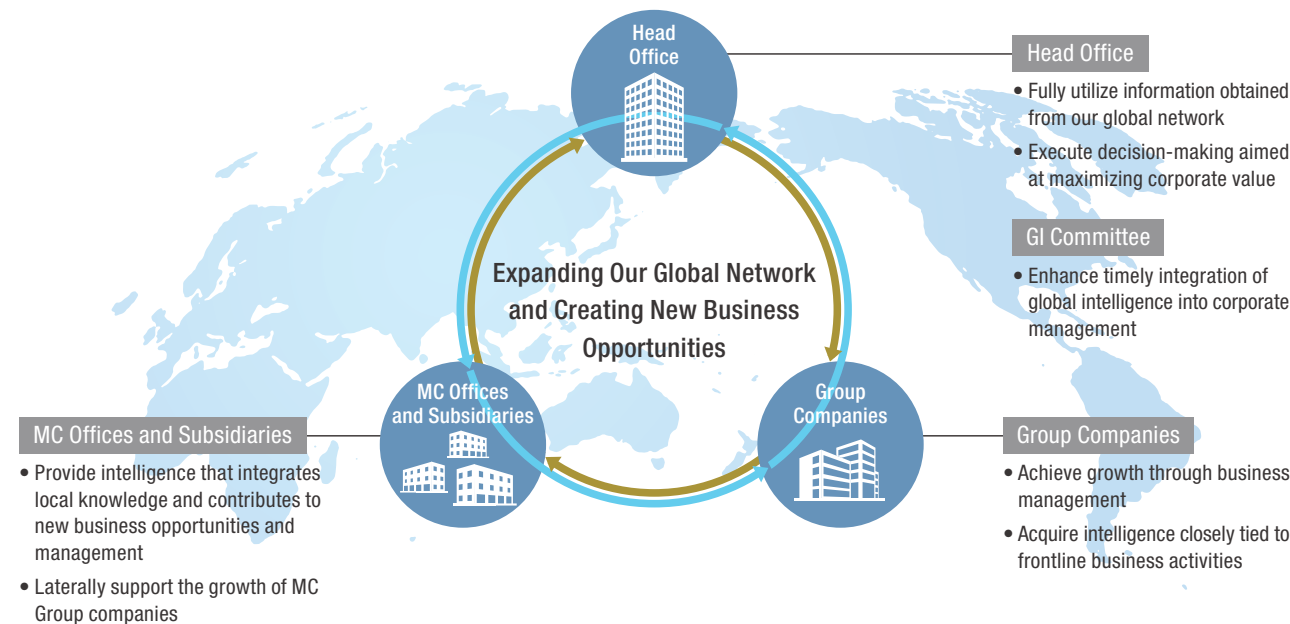 Head
Office
Head Office
• Fully utilize information obtained
from our global network
• Execute decision-making aimed
at maximizing corporate value
GI Committee
• Enhance timely integration of
global intelligence into corporate
management
Expanding Our Global Network
and Creating New Business
Opportunities
MC Offices
and Subsidiaries
Group
Companies
MC Offices and Subsidiaries
• Provide intelligence that integrates
local knowledge and contributes to
new business opportunities and
management
• Laterally support the growth of MC
Group companies
Group Companies
• Achieve growth through business
management
• Acquire intelligence closely tied to
frontline business activities